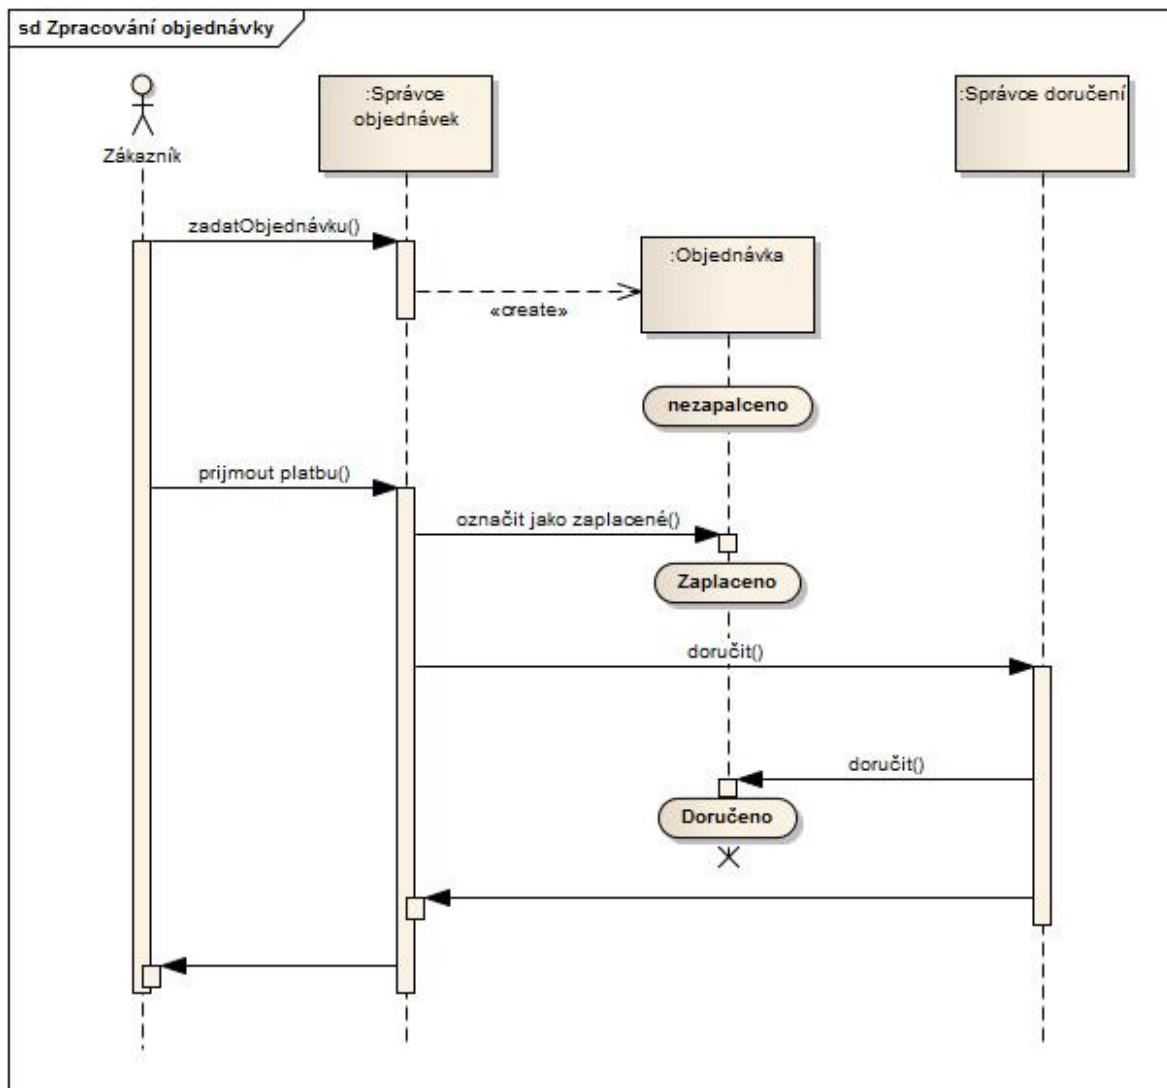 sd Zpracování objednávky
:Správce
objednávek
:Správce doručení
Zákazník
zadatObjednávku()
:Objednávka
«create»
nezapalceno
prijmout platbu()
označit jako zaplacené()
Zaplaceno
doručit()
doručit()
Doručeno